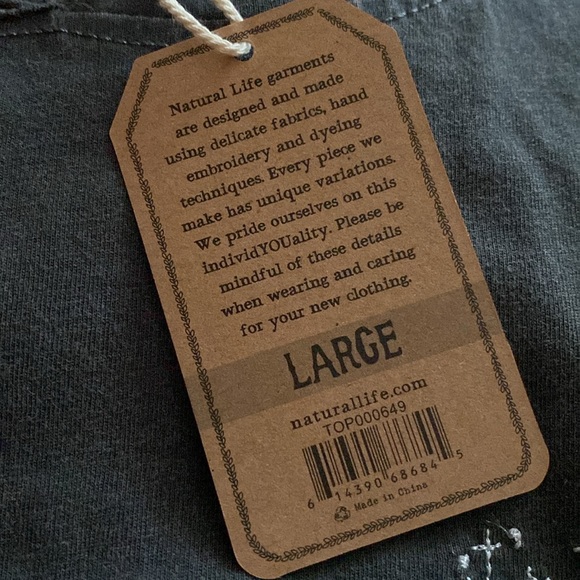 Natural Life garments
are designed and made
using delicate fabrics, hand
embroidery and dyeing
techniques. Every piece we
make has unique variations.
We pride ourselves on this
individYOUality. Please be
mindful of these details
when wearing and caring
for your new clothing.
LARGE
naturallife.com
TOP000649
6 14390 68684 5
Made in China